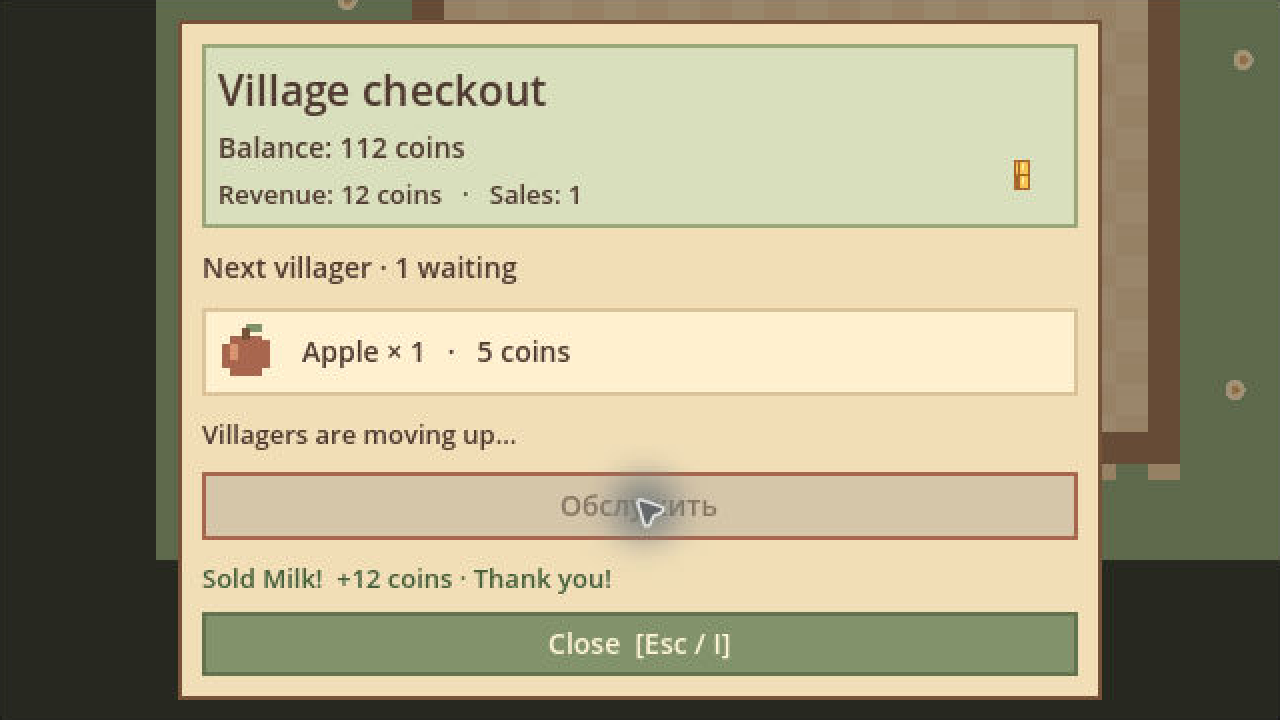 Village checkout
Balance: 112 coins
Revenue: 12 coins · Sales: 1
Next villager · 1 waiting
Apple × 1 · 5 coins
Villagers are moving up...
Обслужить
Sold Milk! +12 coins · Thank you!
Close [Esc / I]